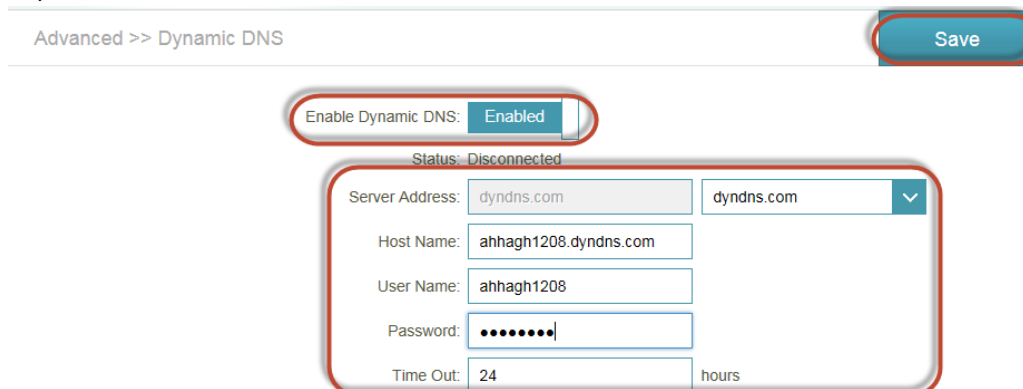 Advanced >> Dynamic DNS Save
Enable Dynamic DNS: Enabled
Status: Disconnected
Server Address: dyndns.com dyndns.com
Host Name: ahhagh1208.dyndns.com
User Name: ahhagh1208
Password: ●●●●●●●●
Time Out: 24 hours